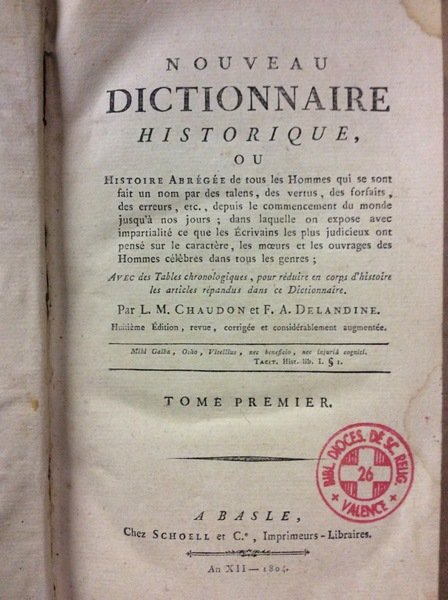 NOUVEAU
DICTIONNAIRE
HISTORIQUE,
OU
HISTOIRE ABRÉGÉE de tous les Hommes qui se sont
fait un nom par des talens, des vertus, des forfaits,
des erreurs, etc., depuis le commencement du monde
jusqu'à nos jours ; dans laquelle on expose avec
impartialité ce que les Écrivains les plus judicieux ont
pensé sur le caractère, les mœurs et les ouvrages des
Hommes célèbres dans tous les genres ;
AVEC des Tables chronologiques, pour réduire en corps d'histoire
les articles répandus dans ce Dictionnaire.
Par L. M. CHAUDON et F. A. DELANDINE.
Huitième Édition, revue, corrigée et considérablement augmentée.
Mihi Galba, Otho, Vitellius, nec beneficio, nec injuriâ cogniti.
TACIT. Hist. lib. I. § 1.
TOME PREMIER.
BIBL. DIOCES. DE SC. RELIG.
26
VALENCE
A BASLE,
Chez SCHOELL et C.e, Imprimeurs-Libraires.
An XII — 1804.